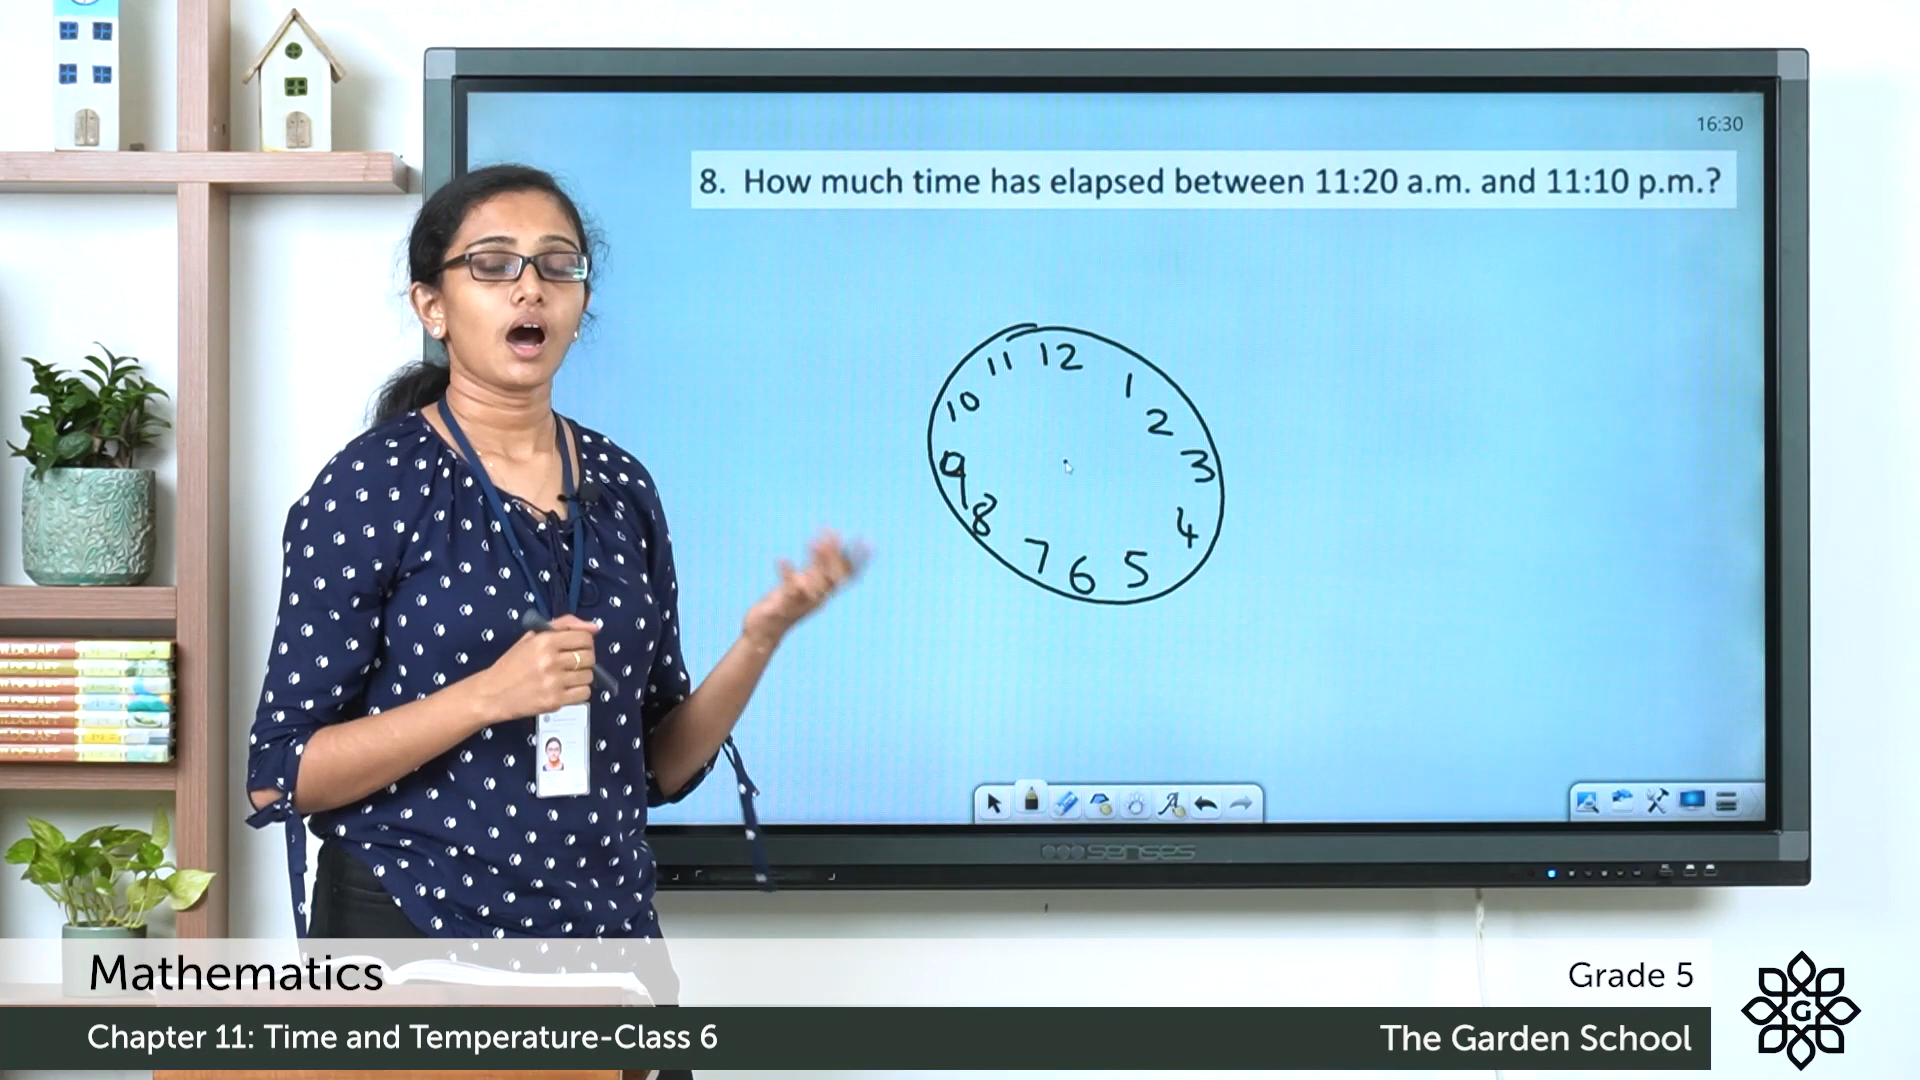 16:30
8. How much time has elapsed between 11:20 a.m. and 11:10 p.m.?
12
11
1
10
2
9
3
8
4
7
6
5
senses
Mathematics
Grade 5
Chapter 11: Time and Temperature-Class 6
The Garden School
G